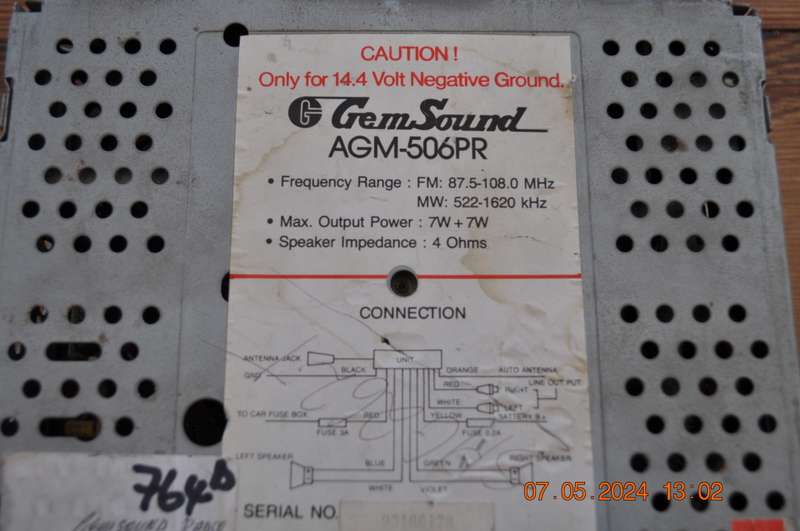 CAUTION !
Only for 14.4 Volt Negative Ground.
G GemSound
AGM-506PR
• Frequency Range : FM: 87.5-108.0 MHz
MW: 522-1620 kHz
• Max. Output Power : 7W + 7W
• Speaker Impedance : 4 Ohms
CONNECTION
UNIT
ANTENNA JACK
BLACK
ORANGE
AUTO ANTENNA
GND
RED
RIGHT
LINE OUT PUT
WHITE
LEFT
TO CAR FUSE BOX
RED
YELLOW
BATTERY B+
FUSE 3A
FUSE 0.2A
LEFT SPEAKER
BLUE
GREEN
RIGHT SPEAKER
WHITE
VIOLET
764B
SERIAL NO.
07.05.2024 13:02